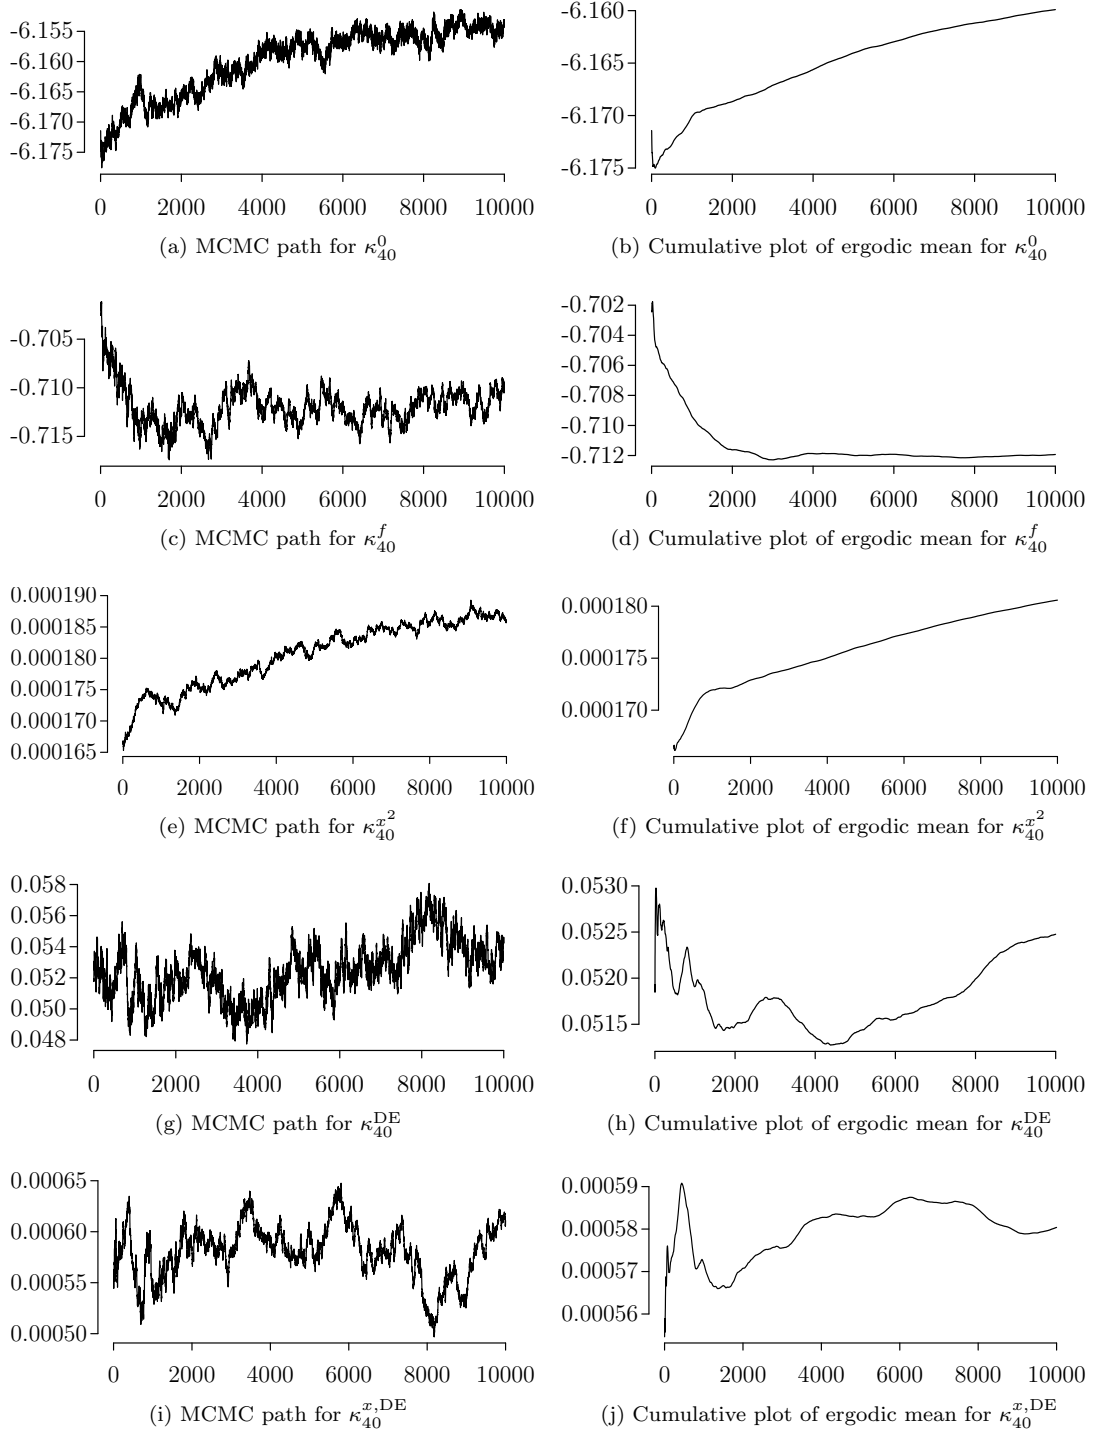 -6.155
-6.160
-6.165
-6.170
-6.175
0 2000 4000 6000 8000 10000
(a) MCMC path for κ⁰₄₀
-6.160
-6.165
-6.170
-6.175
0 2000 4000 6000 8000 10000
(b) Cumulative plot of ergodic mean for κ⁰₄₀
-0.705
-0.710
-0.715
0 2000 4000 6000 8000 10000
(c) MCMC path for κ^f_40
-0.702
-0.704
-0.706
-0.708
-0.710
-0.712
0 2000 4000 6000 8000 10000
(d) Cumulative plot of ergodic mean for κ^f_40
0.000190
0.000185
0.000180
0.000175
0.000170
0.000165
0 2000 4000 6000 8000 10000
(e) MCMC path for κ^{x²}_40
0.000180
0.000175
0.000170
0 2000 4000 6000 8000 10000
(f) Cumulative plot of ergodic mean for κ^{x²}_40
0.058
0.056
0.054
0.052
0.050
0.048
0 2000 4000 6000 8000 10000
(g) MCMC path for κ^{DE}_40
0.0530
0.0525
0.0520
0.0515
0 2000 4000 6000 8000 10000
(h) Cumulative plot of ergodic mean for κ^{DE}_40
0.00065
0.00060
0.00055
0.00050
0 2000 4000 6000 8000 10000
(i) MCMC path for κ^{x,DE}_40
0.00059
0.00058
0.00057
0.00056
0 2000 4000 6000 8000 10000
(j) Cumulative plot of ergodic mean for κ^{x,DE}_40